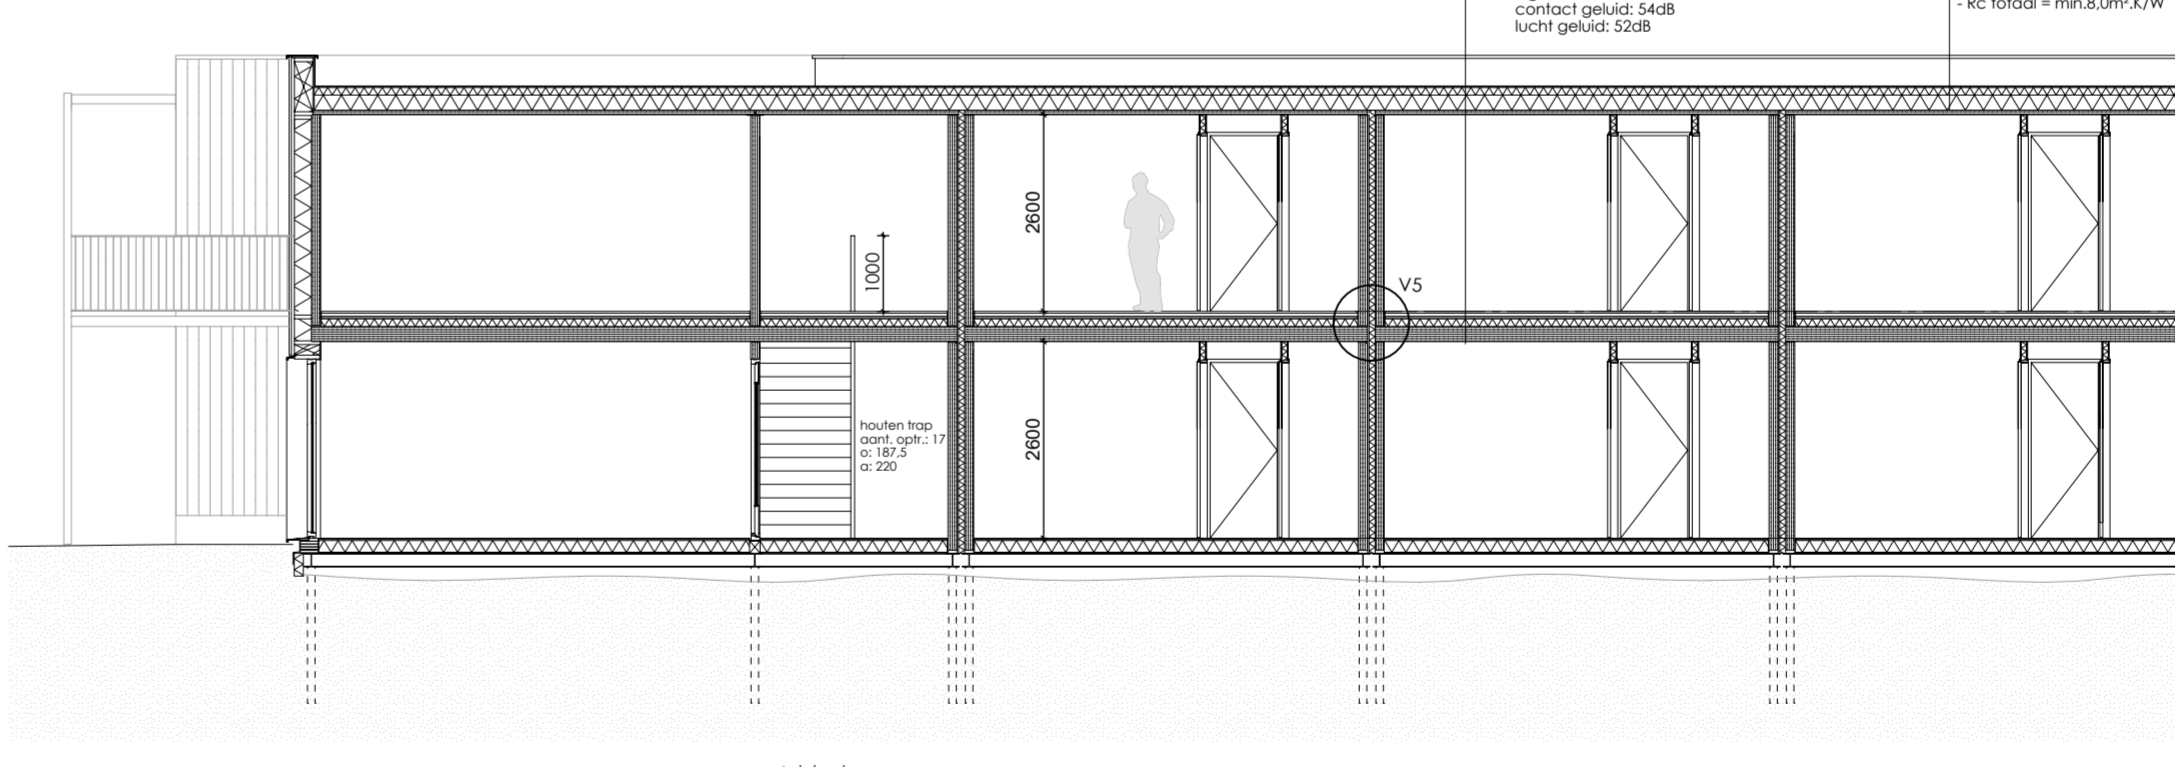 contact geluid: 54dB
lucht geluid: 52dB
- Rc totaal = min.8,0m².K/W
2600
1000
V5
2600
houten trap
aant. optr.: 17
o: 187,5
a: 220